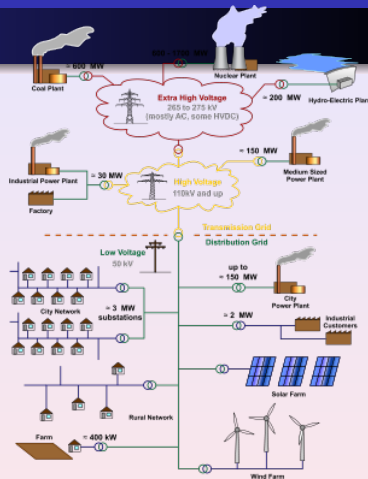 ≈ 600 MW
600 - 1700 MW
Nuclear Plant
Coal Plant
≈ 200 MW
Hydro-Electric Plant
Extra High Voltage
265 to 275 kV
(mostly AC, some HVDC)
≈ 150 MW
Medium Sized
Power Plant
Industrial Power Plant
≈ 30 MW
High Voltage
110kV and up
Factory
Transmission Grid
Distribution Grid
Low Voltage
50 kV
up to
≈ 150 MW
City
Power Plant
City Network
≈ 3 MW
substations
≈ 2 MW
Industrial
Customers
Solar Farm
Rural Network
Farm
≈ 400 kW
Wind Farm